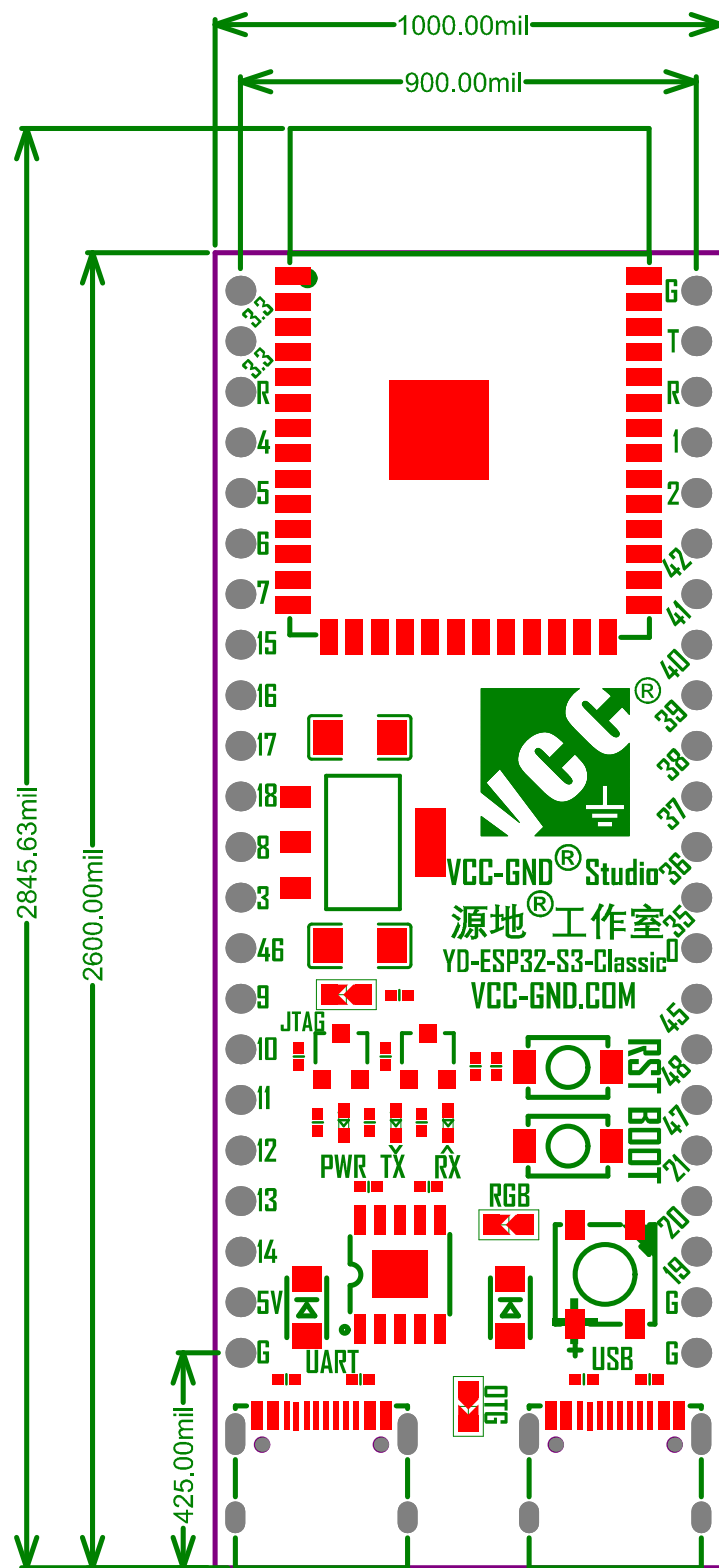 1000.00mil
900.00mil
2845.63mil
2600.00mil
425.00mil
3.3
3.3
R
4
5
6
7
15
16
17
18
8
3
46
9
10
11
12
13
14
5V
G
G
T
R
1
2
42
41
40
39
38
37
36
35
0
45
48
47
21
20
19
G
G
VCC
®
VCC-GND® Studio
源地®工作室
YD-ESP32-S3-Classic
VCC-GND.COM
JTAG
RST
BOOT
PWR TX RX
RGB
UART
USB
OTG